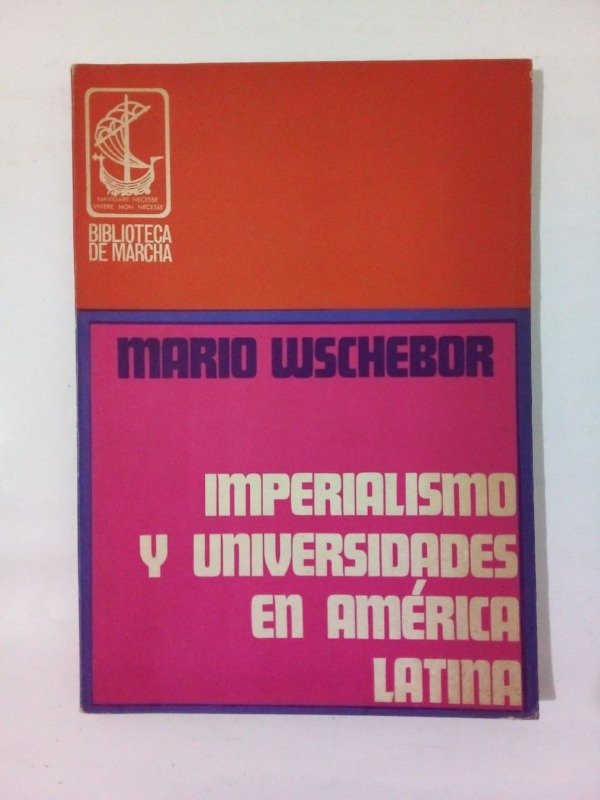 NAVIGARE NECESSE
VIVERE NON NECESSE
BIBLIOTECA
DE MARCHA
MARIO WSCHEBOR
IMPERIALISMO
Y UNIVERSIDADES
EN AMÉRICA
LATINA